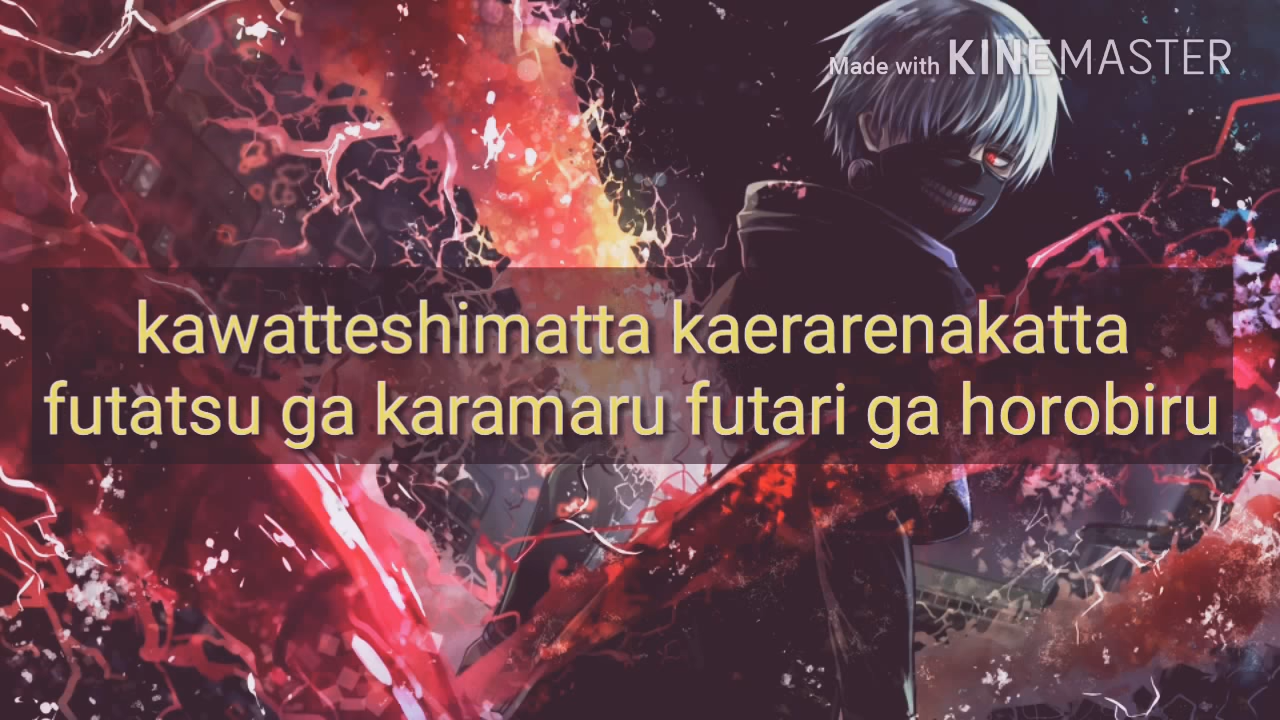 Made with KINEMASTER
kawatteshimatta kaerarenakatta
futatsu ga karamaru futari ga horobiru